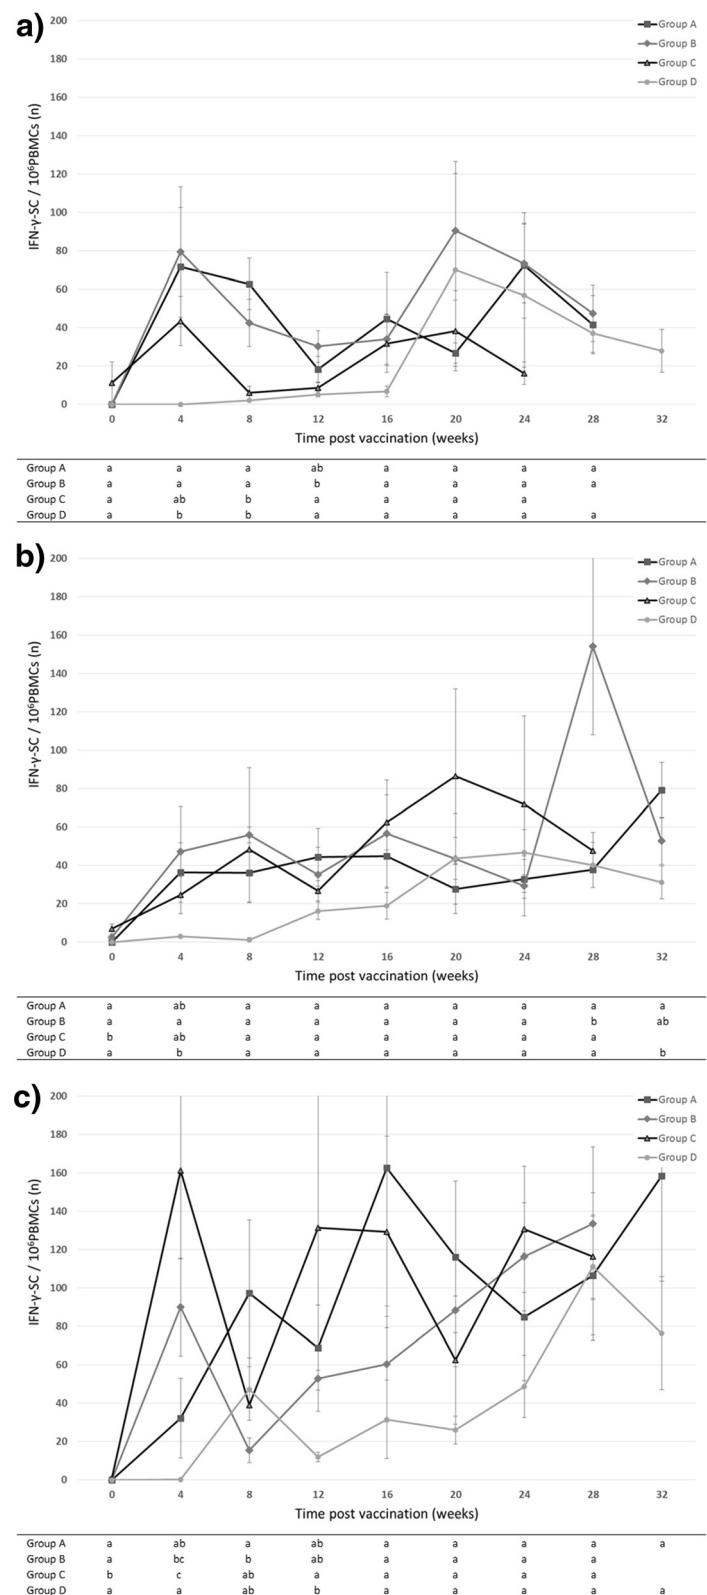 a)
200
180
160
140
120
100
80
60
40
20
0
IFN-γ-SC / 10⁶PBMCs (n)
Group A
Group B
Group C
Group D
0 4 8 12 16 20 24 28 32
Time post vaccination (weeks)
Group A a a a ab a a a a
Group B a a a b a a a a
Group C a ab b a a a a
Group D a b b a a a a a
b)
200
180
160
140
120
100
80
60
40
20
0
IFN-γ-SC / 10⁶PBMCs (n)
Group A
Group B
Group C
Group D
0 4 8 12 16 20 24 28 32
Time post vaccination (weeks)
Group A a ab a a a a a a a
Group B a a a a a a a b ab
Group C b ab a a a a a a
Group D a b a a a a a a b
c)
200
180
160
140
120
100
80
60
40
20
0
IFN-γ-SC / 10⁶PBMCs (n)
Group A
Group B
Group C
Group D
0 4 8 12 16 20 24 28 32
Time post vaccination (weeks)
Group A a ab a ab a a a a a
Group B a bc b ab a a a a
Group C b c ab a a a a a
Group D a a ab b a a a a a